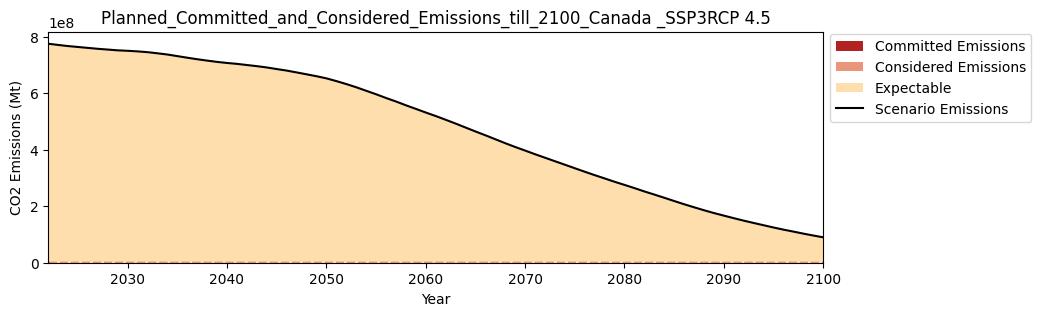 Planned_Committed_and_Considered_Emissions_till_2100_Canada _SSP3RCP 4.5
1e8
8
6
4
2
0
CO2 Emissions (Mt)
2030 2040 2050 2060 2070 2080 2090 2100
Year
Committed Emissions
Considered Emissions
Expectable
Scenario Emissions